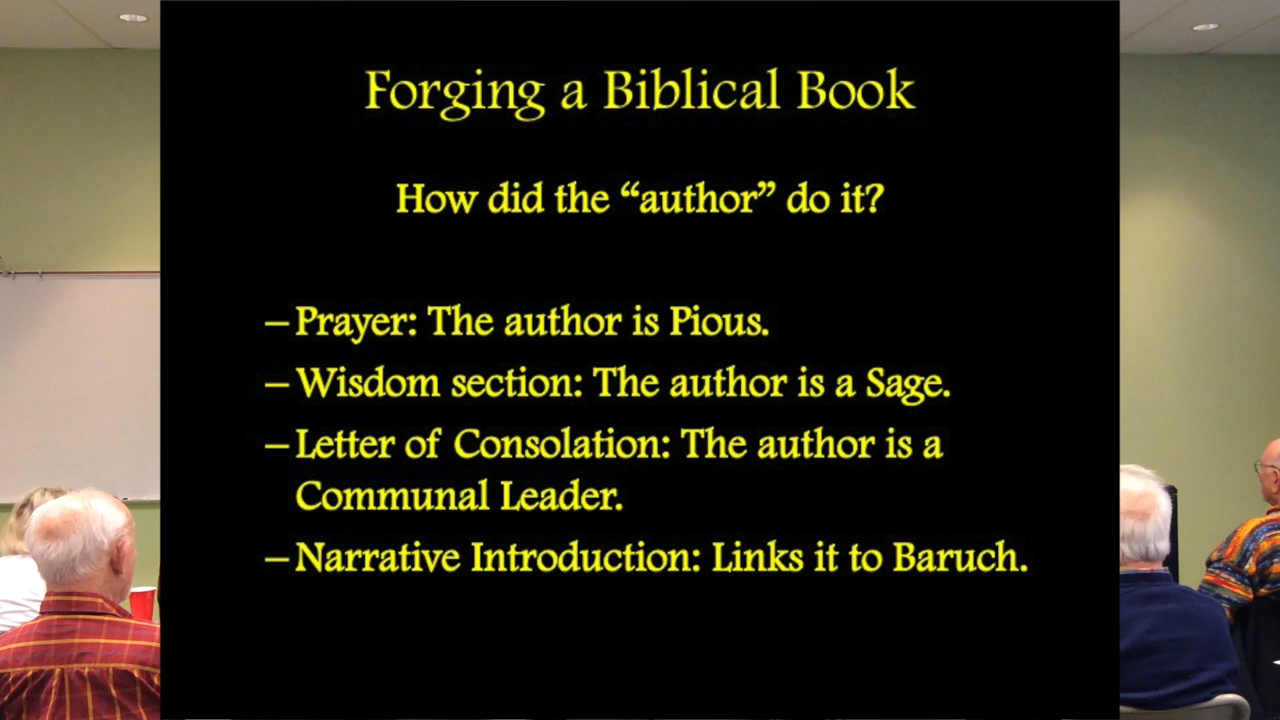 Forging a Biblical Book
How did the “author” do it?
– Prayer: The author is Pious.
– Wisdom section: The author is a Sage.
– Letter of Consolation: The author is a
Communal Leader.
– Narrative Introduction: Links it to Baruch.